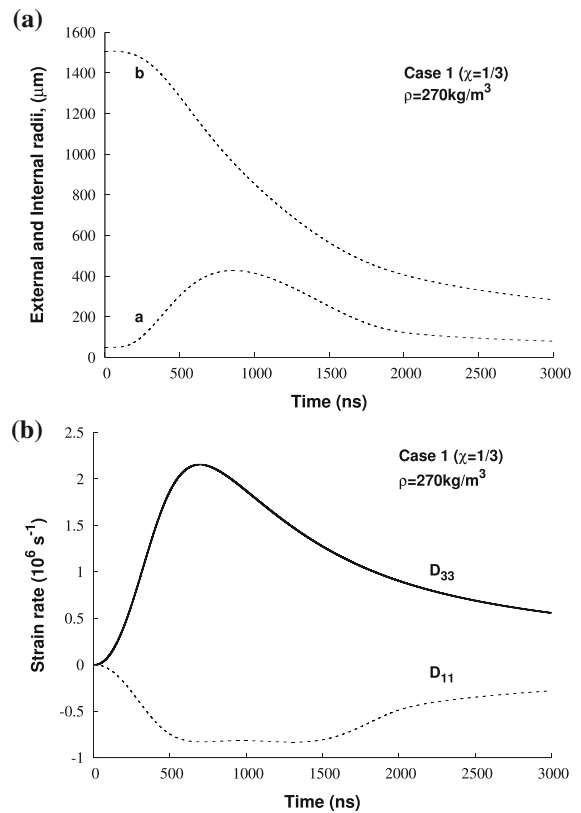 (a)
1600
1400
1200
1000
800
600
400
200
0
External and Internal radii, (μm)
b
a
Case 1 (χ=1/3)
ρ=270kg/m³
0 500 1000 1500 2000 2500 3000
Time (ns)
(b)
2.5
2
1.5
1
0.5
0
-0.5
-1
Strain rate (10⁶ s⁻¹)
Case 1 (χ=1/3)
ρ=270kg/m³
D₃₃
D₁₁
0 500 1000 1500 2000 2500 3000
Time (ns)